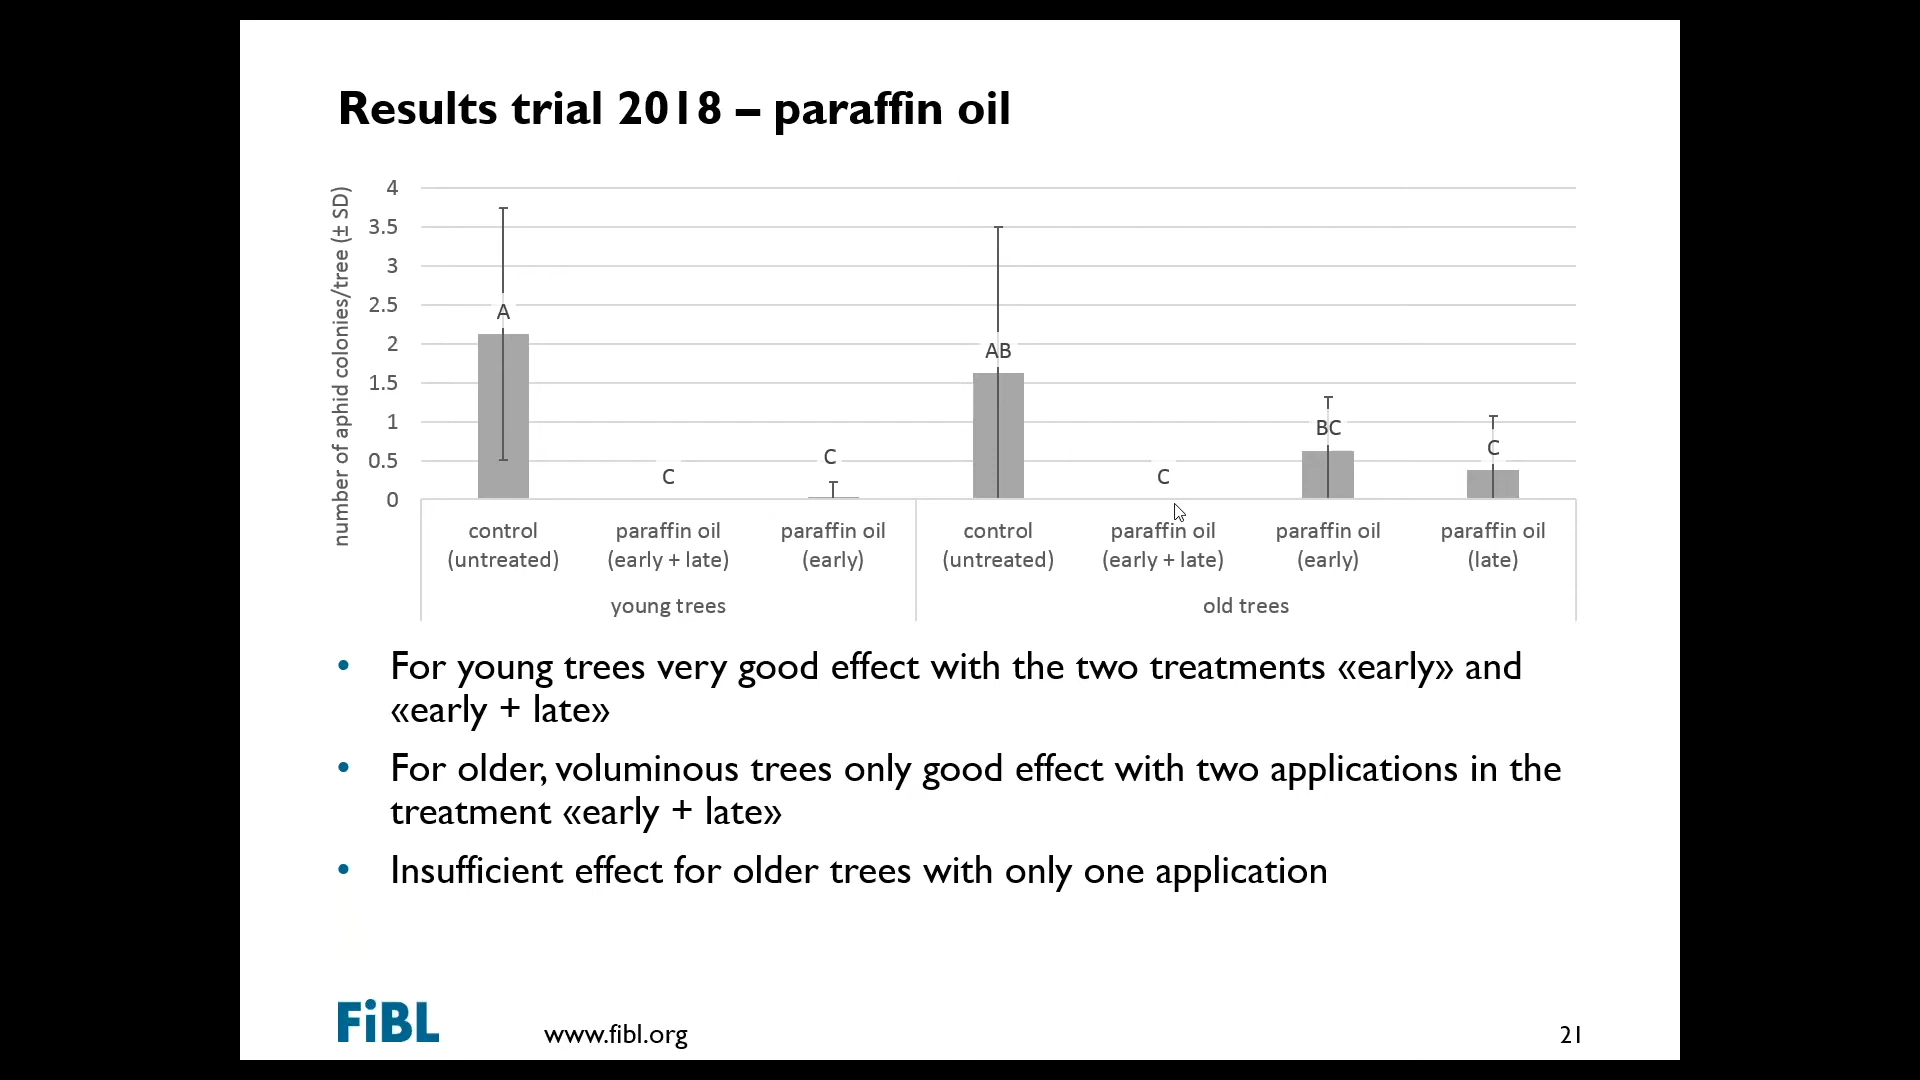 Results trial 2018 – paraffin oil
number of aphid colonies/tree (± SD)
4
3.5
3
2.5
2
1.5
1
0.5
0
A
C
C
AB
C
BC
C
control
(untreated)
paraffin oil
(early + late)
paraffin oil
(early)
control
(untreated)
paraffin oil
(early + late)
paraffin oil
(early)
paraffin oil
(late)
young trees
old trees
• For young trees very good effect with the two treatments «early» and
«early + late»
• For older, voluminous trees only good effect with two applications in the
treatment «early + late»
• Insufficient effect for older trees with only one application
FiBL
www.fibl.org
21